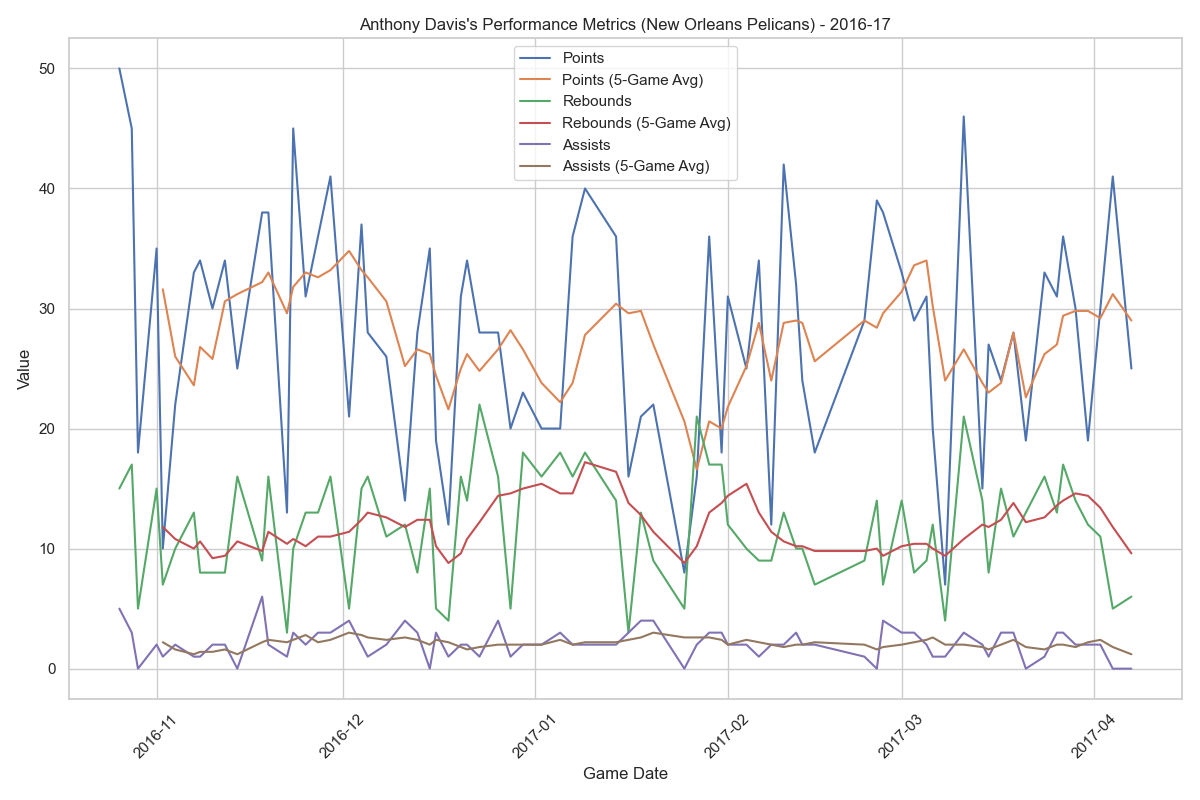 Anthony Davis's Performance Metrics (New Orleans Pelicans) - 2016-17
Points
Points (5-Game Avg)
Rebounds
Rebounds (5-Game Avg)
Assists
Assists (5-Game Avg)
Value
50
40
30
20
10
0
2016-11
2016-12
2017-01
2017-02
2017-03
2017-04
Game Date